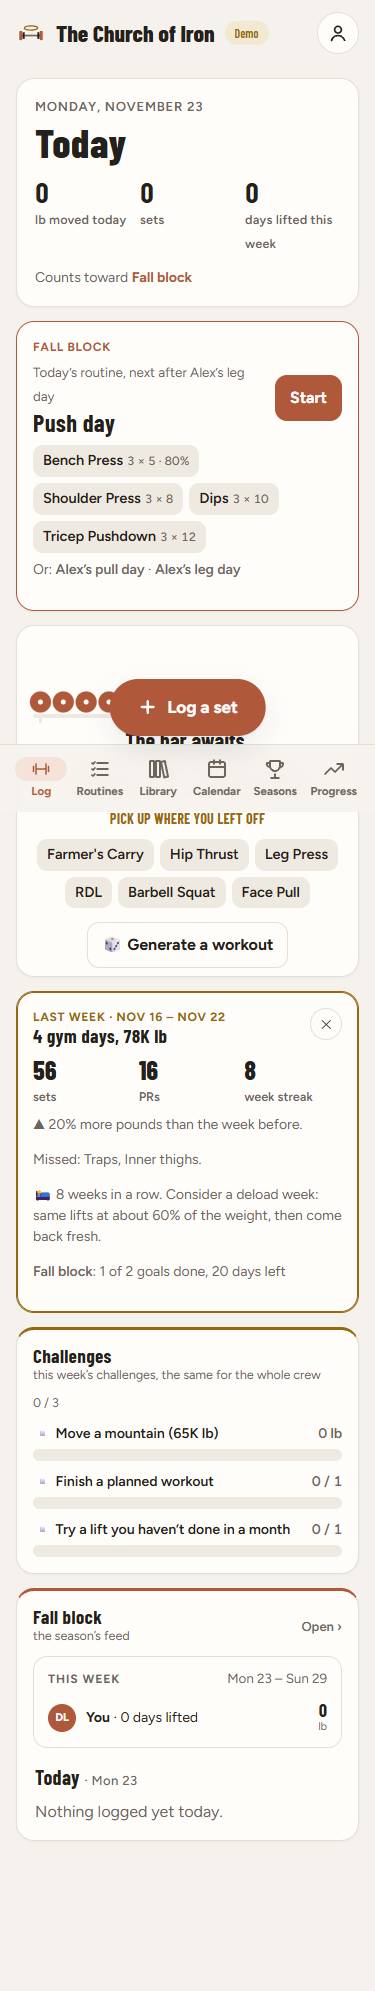 The Church of Iron Demo
MONDAY, NOVEMBER 23
Today
0 0 0
lb moved today sets days lifted this
week
Counts toward Fall block
FALL BLOCK
Today's routine, next after Alex's leg
day
Start
Push day
Bench Press 3 × 5 · 80%
Shoulder Press 3 × 8 Dips 3 × 10
Tricep Pushdown 3 × 12
Or: Alex's pull day · Alex's leg day
+ Log a set
The bar awaits
Log Routines Library Calendar Seasons Progress
PICK UP WHERE YOU LEFT OFF
Farmer's Carry Hip Thrust Leg Press
RDL Barbell Squat Face Pull
Generate a workout
LAST WEEK · NOV 16 – NOV 22
4 gym days, 78K lb
56 16 8
sets PRs week streak
▲ 20% more pounds than the week before.
Missed: Traps, Inner thighs.
8 weeks in a row. Consider a deload week:
same lifts at about 60% of the weight, then come
back fresh.
Fall block: 1 of 2 goals done, 20 days left
Challenges
this week's challenges, the same for the whole crew
0 / 3
Move a mountain (65K lb) 0 lb
Finish a planned workout 0 / 1
Try a lift you haven't done in a month 0 / 1
Fall block
the season's feed
Open ›
THIS WEEK Mon 23 – Sun 29
DL You · 0 days lifted 0
lb
Today · Mon 23
Nothing logged yet today.